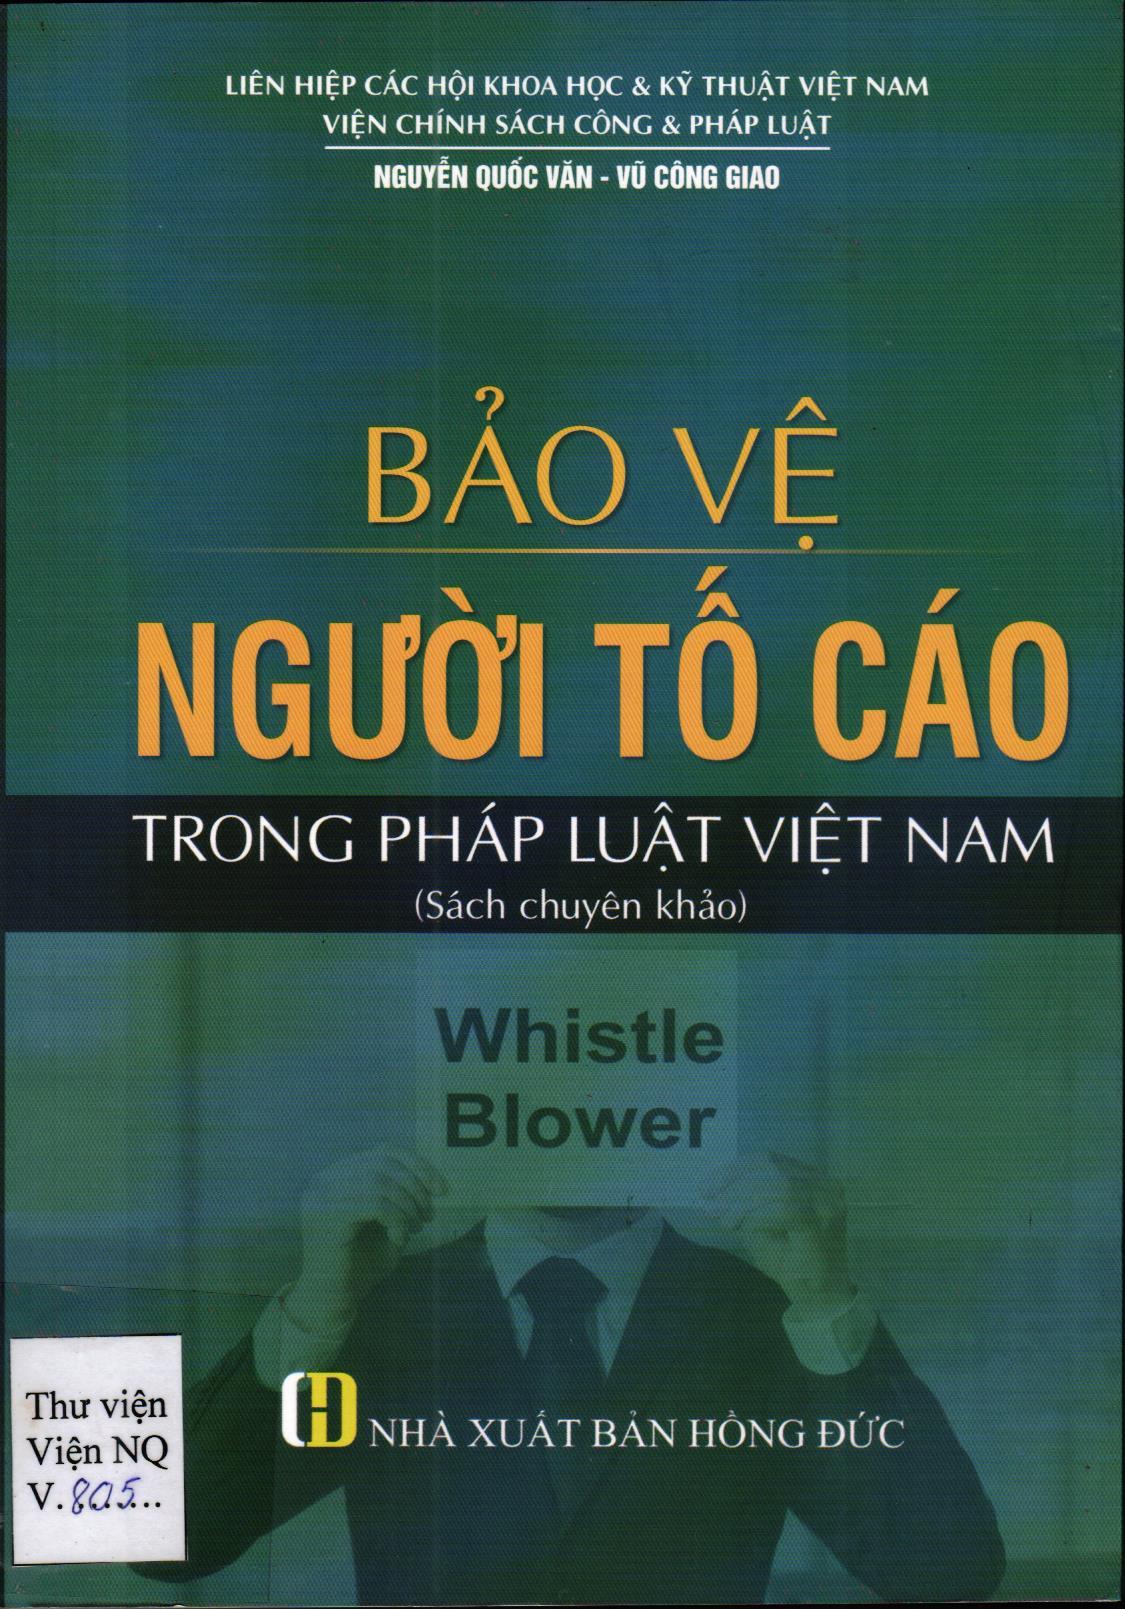 LIÊN HIỆP CÁC HỘI KHOA HỌC & KỸ THUẬT VIỆT NAM
VIỆN CHÍNH SÁCH CÔNG & PHÁP LUẬT
NGUYỄN QUỐC VĂN - VŨ CÔNG GIAO
BẢO VỆ
NGƯỜI TỐ CÁO
TRONG PHÁP LUẬT VIỆT NAM
(Sách chuyên khảo)
Whistle
Blower
NHÀ XUẤT BẢN HỒNG ĐỨC
Thư viện
Viện NQ
V.805...